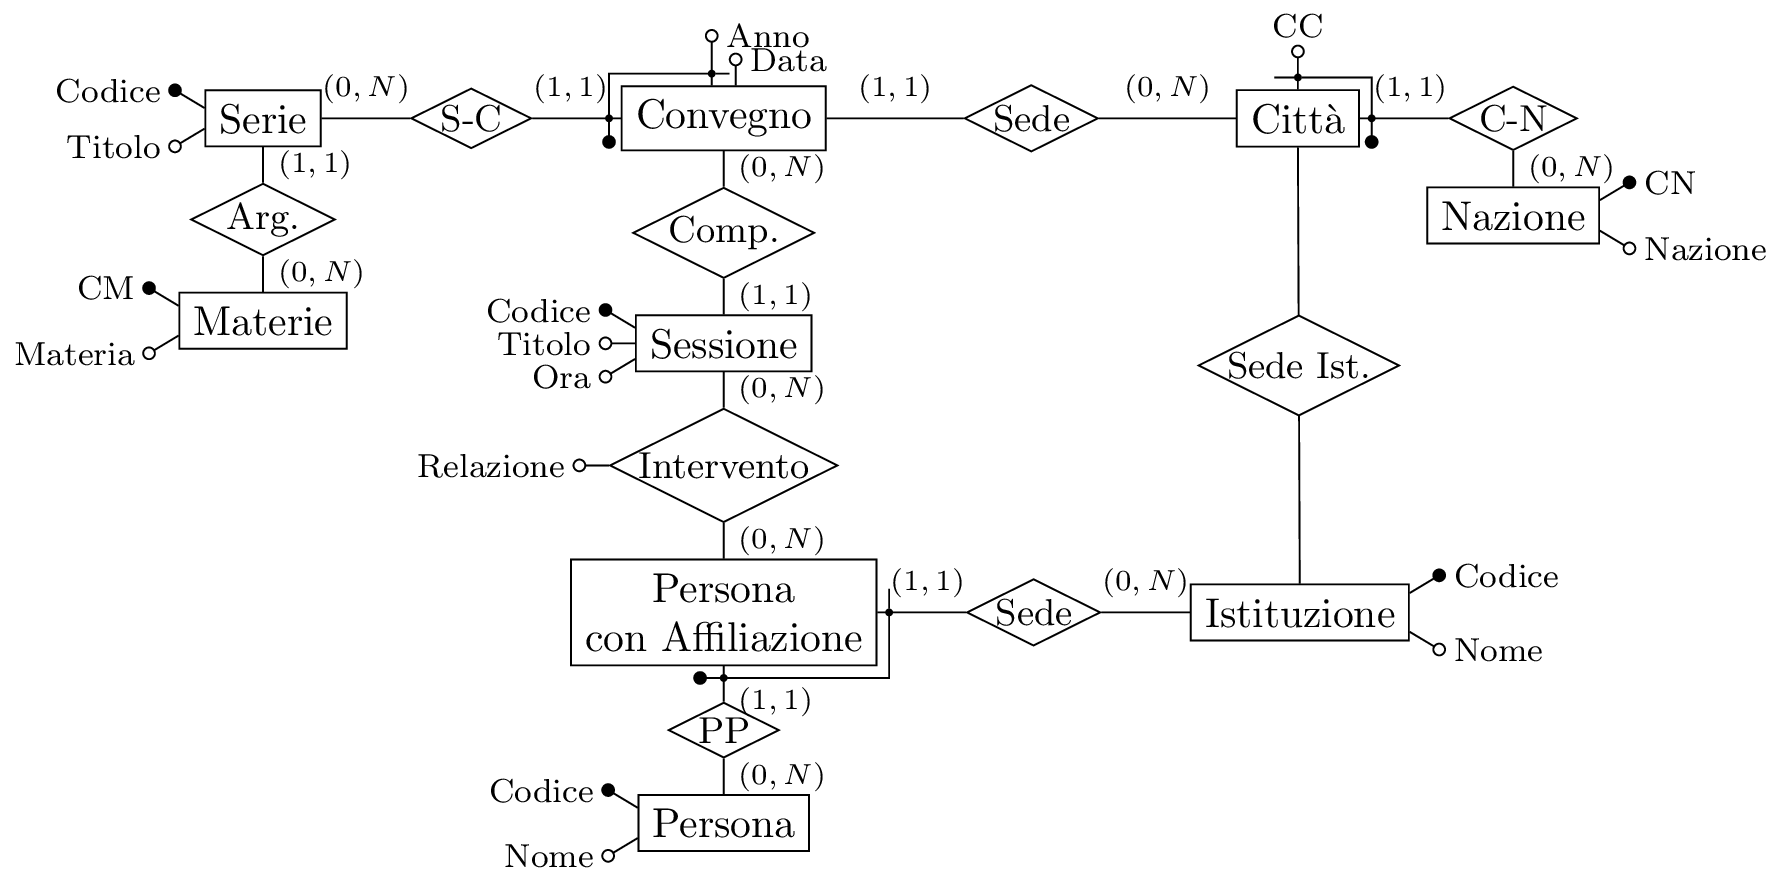 CC
Anno
Data
Codice
(0, N)
(1, 1)
(1, 1)
(0, N)
(1, 1)
Serie
S-C
Convegno
Sede
Città
C-N
Titolo
(1, 1)
(0, N)
(0, N)
CN
Arg.
Comp.
Nazione
Nazione
CM
(0, N)
(1, 1)
Materie
Materia
Codice
Titolo
Sessione
Ora
(0, N)
Sede Ist.
Relazione
Intervento
(0, N)
Persona
con Affiliazione
(1, 1)
Sede
(0, N)
Istituzione
Codice
Nome
(1, 1)
PP
(0, N)
Codice
Persona
Nome